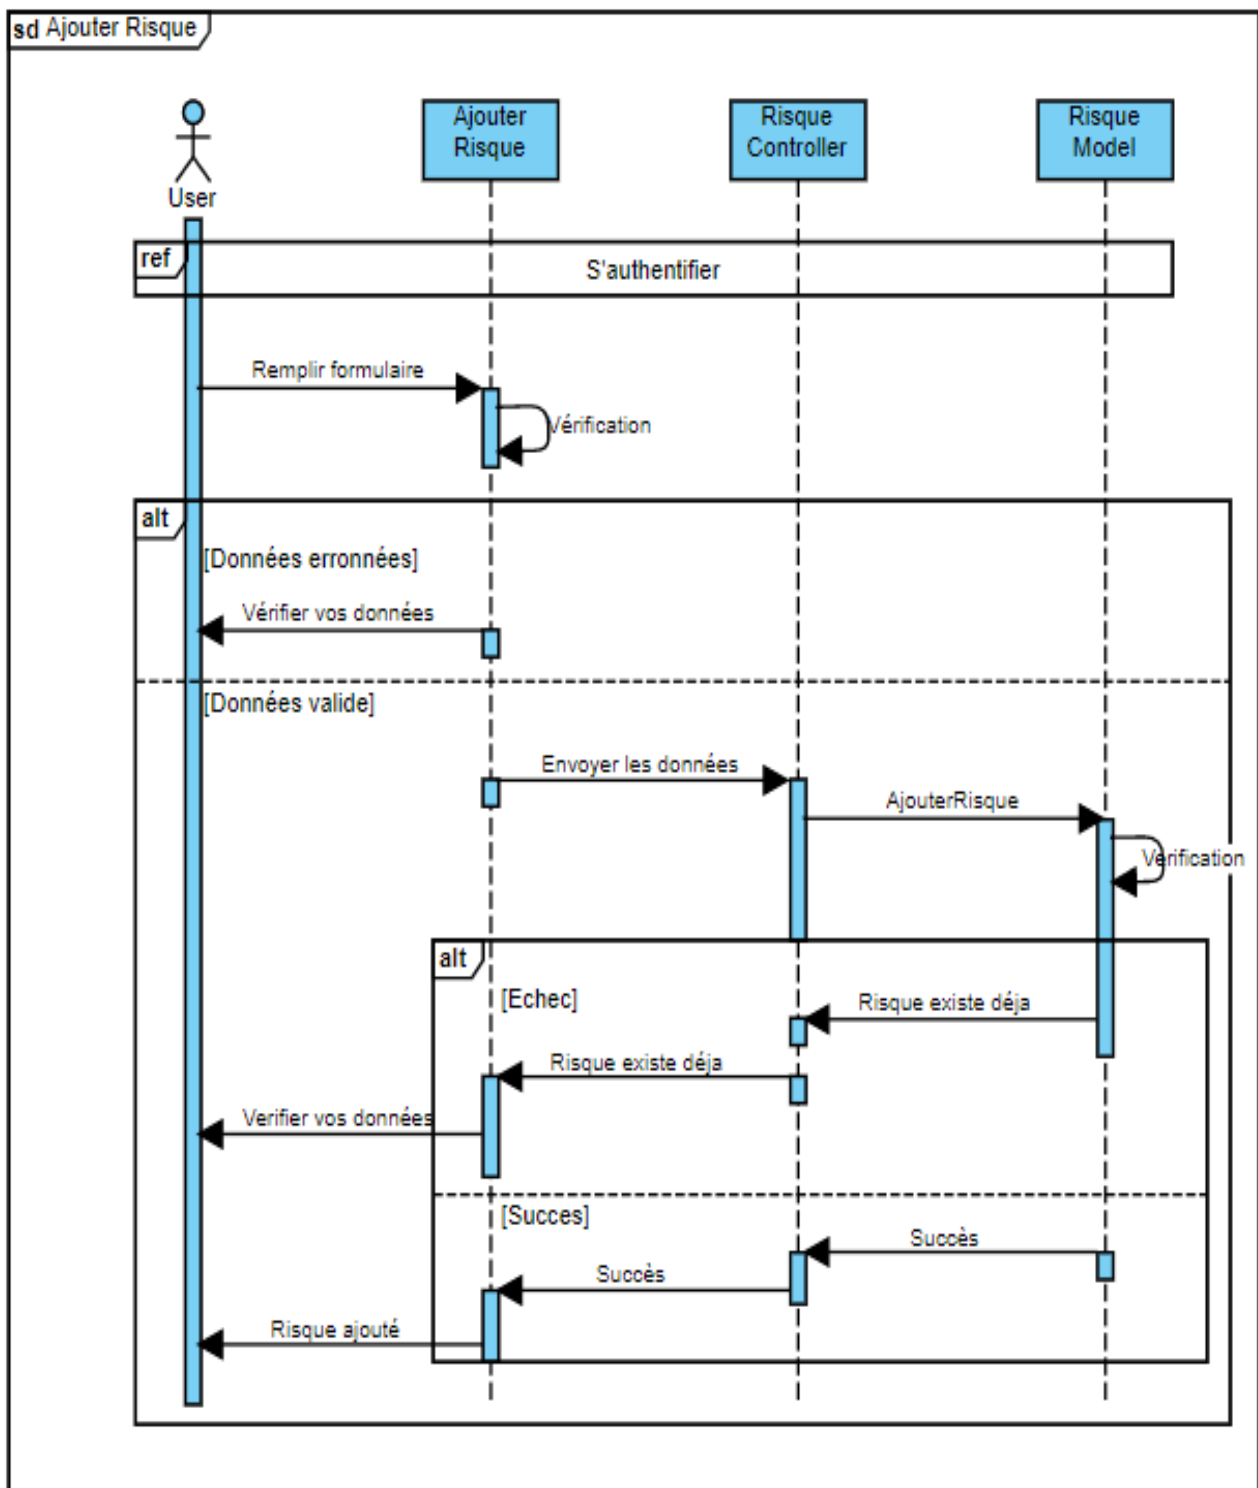 sd Ajouter Risque
User
Ajouter
Risque
Risque
Controller
Risque
Model
ref
S'authentifier
Remplir formulaire
Vérification
alt
[Données erronnées]
Vérifier vos données
[Données valide]
Envoyer les données
AjouterRisque
Vérification
alt
[Echec]
Risque existe déja
Risque existe déja
Verifier vos données
[Succes]
Succès
Succès
Risque ajouté